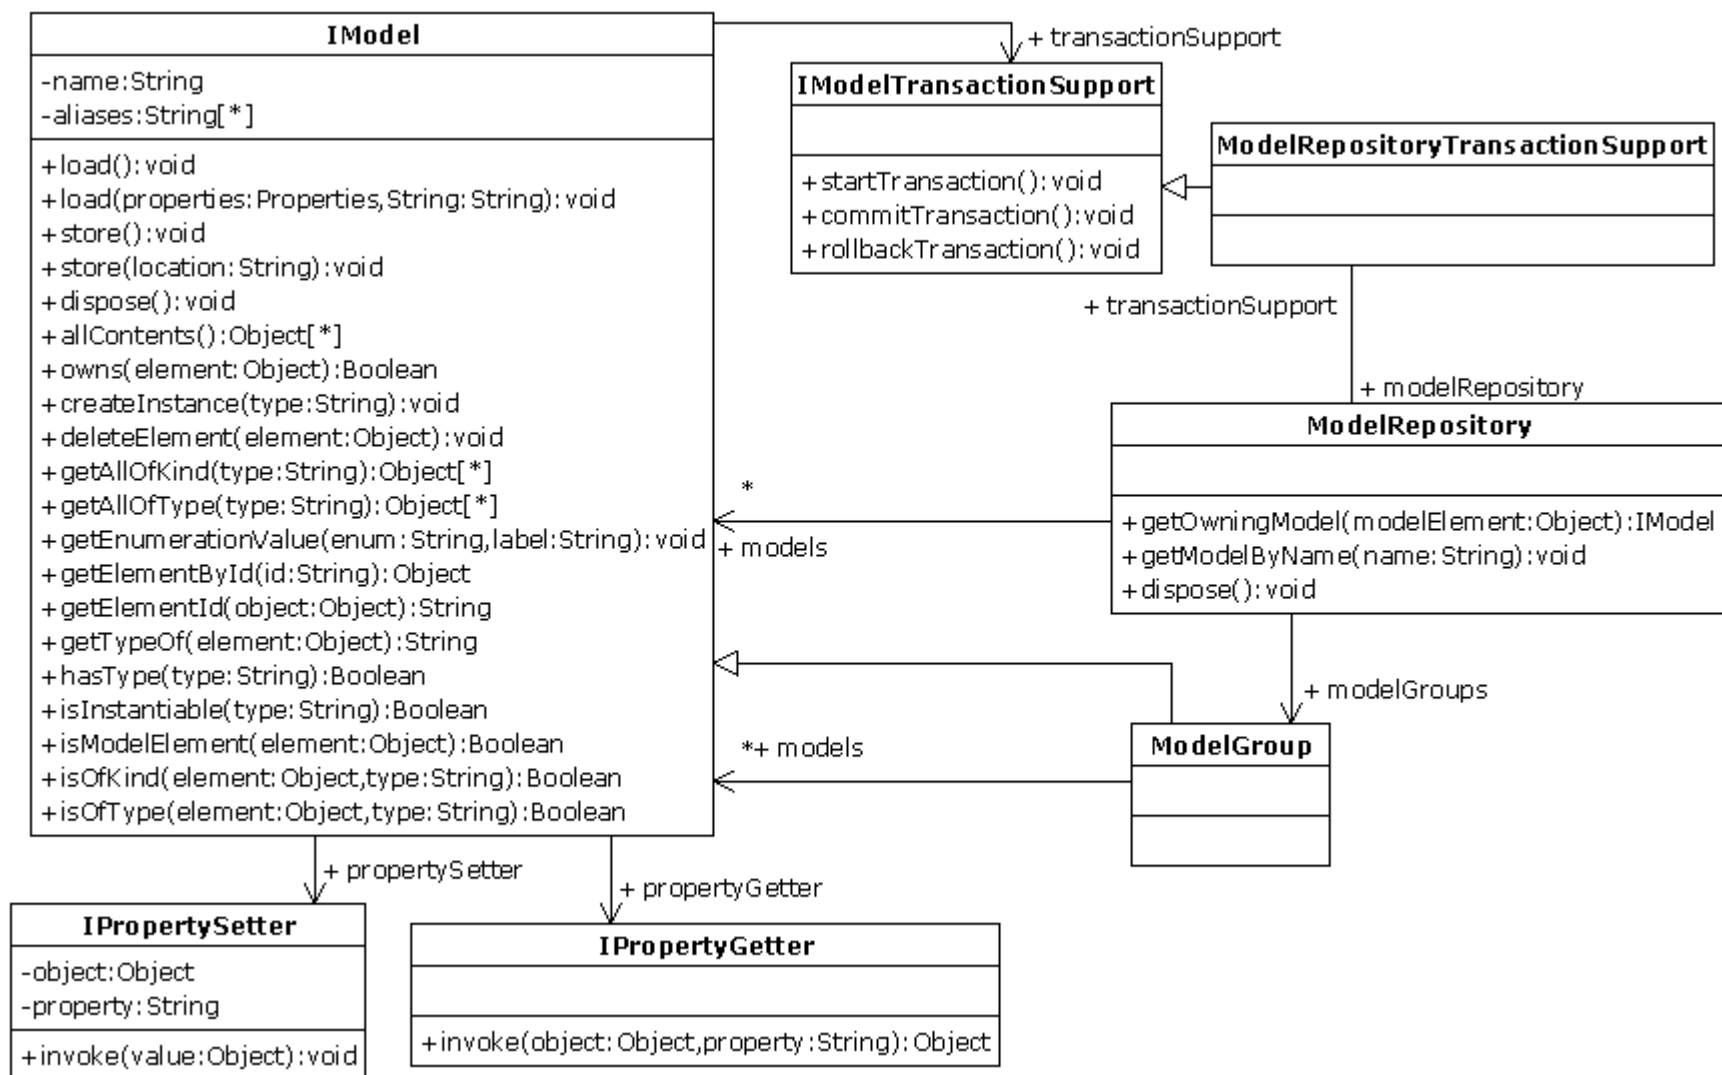 IModel
-name:String
-aliases:String[*]
+load():void
+load(properties:Properties,String:String):void
+store():void
+store(location:String):void
+dispose():void
+allContents():Object[*]
+owns(element:Object):Boolean
+createInstance(type:String):void
+deleteElement(element:Object):void
+getAllOfKind(type:String):Object[*]
+getAllOfType(type:String):Object[*]
+getEnumerationValue(enum:String,label:String):void
+getElementById(id:String):Object
+getElementId(object:Object):String
+getTypeOf(element:Object):String
+hasType(type:String):Boolean
+isInstantiable(type:String):Boolean
+isModelElement(element:Object):Boolean
+isOfKind(element:Object,type:String):Boolean
+isOfType(element:Object,type:String):Boolean
+ transactionSupport
IModelTransactionSupport
+startTransaction():void
+commitTransaction():void
+rollbackTransaction():void
ModelRepositoryTransactionSupport
+ transactionSupport
+ modelRepository
ModelRepository
+getOwningModel(modelElement:Object):IModel
+getModelByName(name:String):void
+dispose():void
*
+ models
+ modelGroups
ModelGroup
*+ models
+ propertySetter
+ propertyGetter
IPropertySetter
-object:Object
-property:String
+invoke(value:Object):void
IPropertyGetter
+invoke(object:Object,property:String):Object